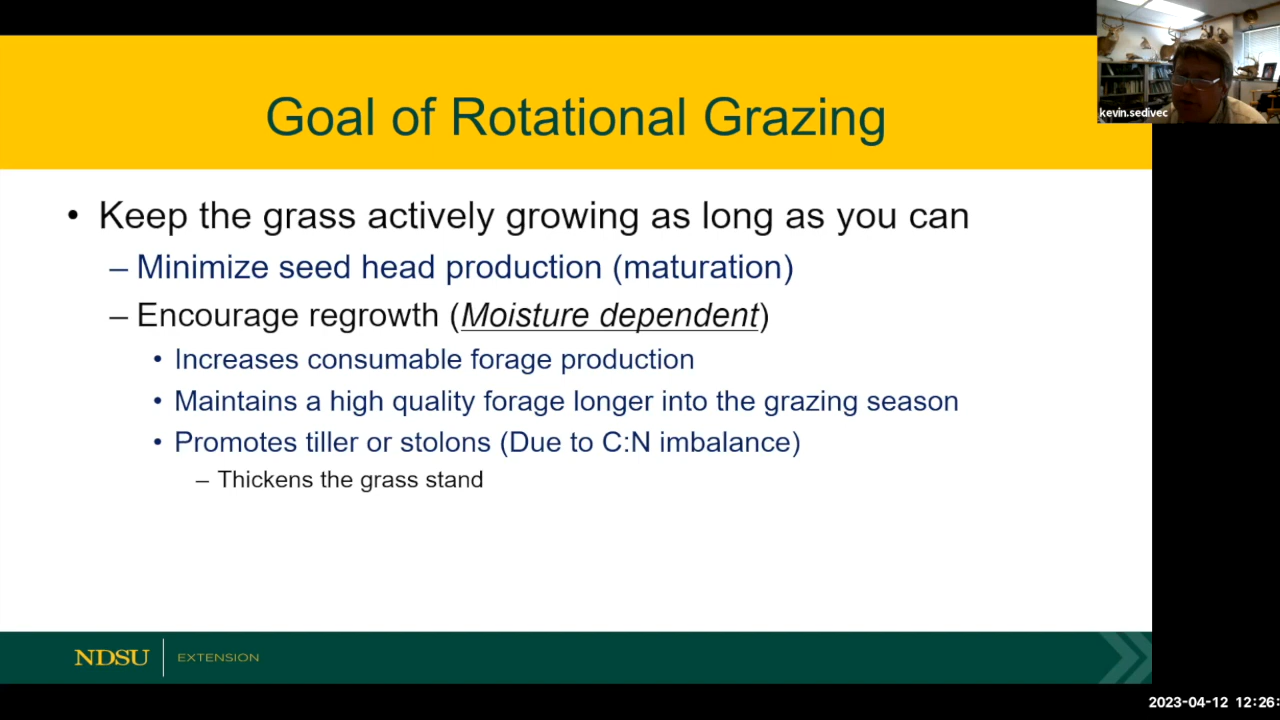 Goal of Rotational Grazing
kevin.sedivec
• Keep the grass actively growing as long as you can
– Minimize seed head production (maturation)
– Encourage regrowth (Moisture dependent)
• Increases consumable forage production
• Maintains a high quality forage longer into the grazing season
• Promotes tiller or stolons (Due to C:N imbalance)
– Thickens the grass stand
NDSU EXTENSION
2023-04-12 12:26: